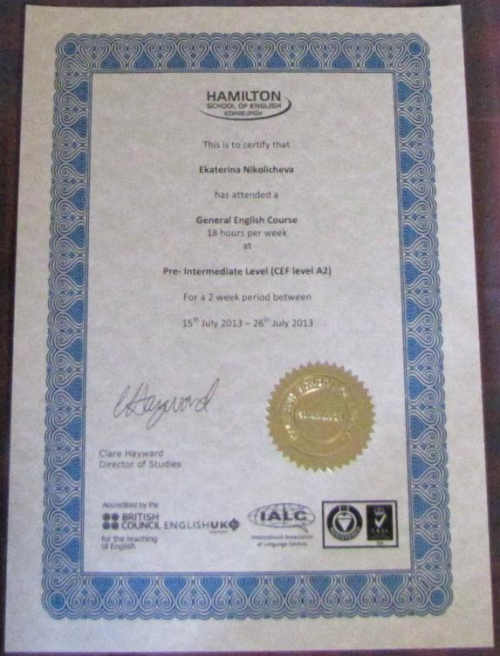 HAMILTON
SCHOOL OF ENGLISH
EDINBURGH
This is to certify that
Ekaterina Nikolicheva
has attended a
General English Course
18 hours per week
at
Pre- Intermediate Level (CEF level A2)
For a 2 week period between
15th July 2013 – 26th July 2013
CHayward
Clare Hayward
Director of Studies
Accredited by the
BRITISH
COUNCIL
for the teaching
of English
ENGLISHUK
IALC
International Association
of Language Centres